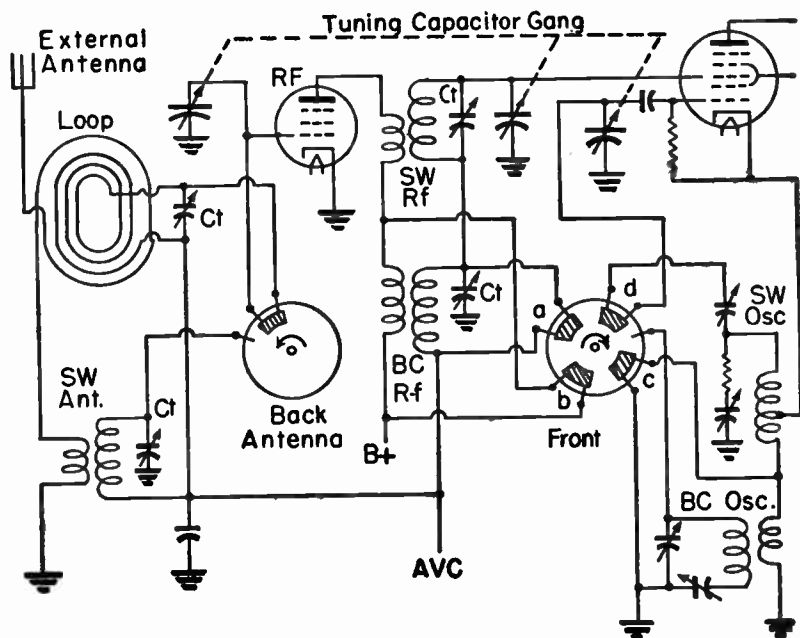 Tuning Capacitor Gang
External
Antenna
RF
Loop
Ct
SW
Rf
Ct
Ct
a
d
SW
Osc
BC
R-f
b
c
SW
Ant.
Ct
Back
Antenna
B+
Front
BC Osc.
AVC